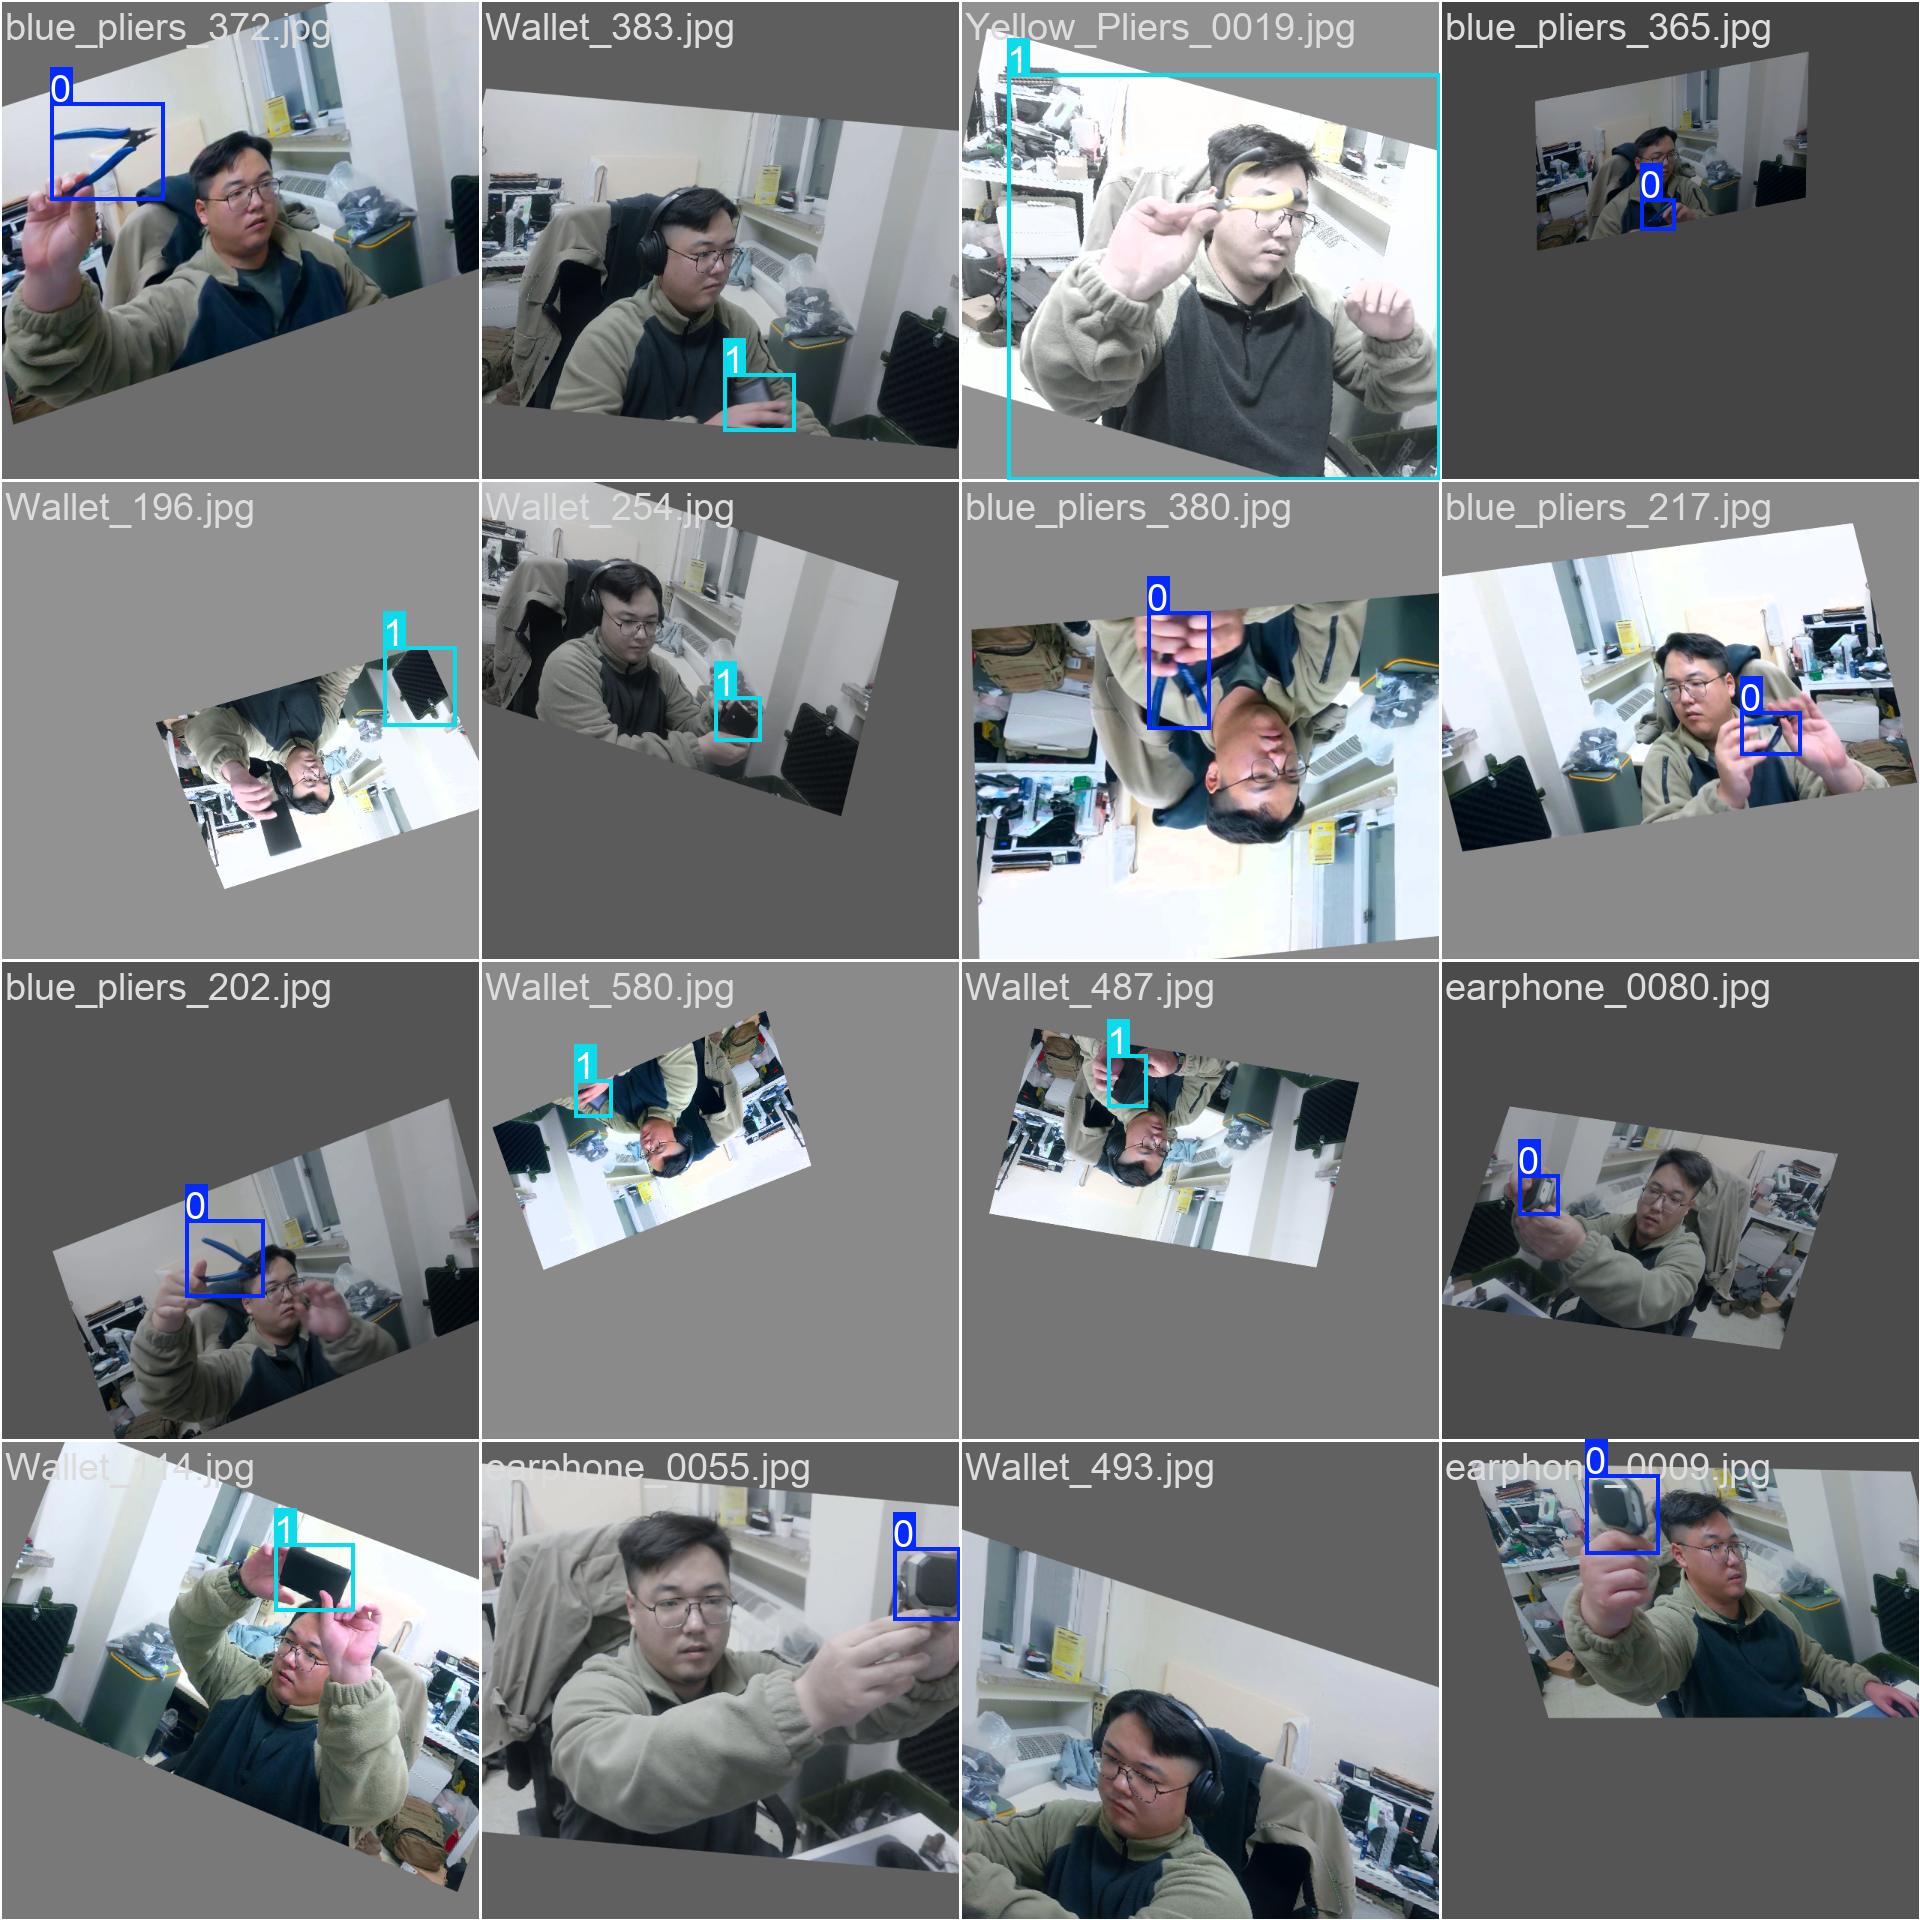 blue_pliers_372.jpg
Wallet_383.jpg
Yellow_Pliers_0019.jpg
blue_pliers_365.jpg
0
1
1
0
Wallet_196.jpg
Wallet_254.jpg
blue_pliers_380.jpg
blue_pliers_217.jpg
1
1
0
0
blue_pliers_202.jpg
Wallet_580.jpg
Wallet_487.jpg
earphone_0080.jpg
0
1
1
0
earphone_0055.jpg
Wallet_493.jpg
earphone_0009.jpg
1
0
0